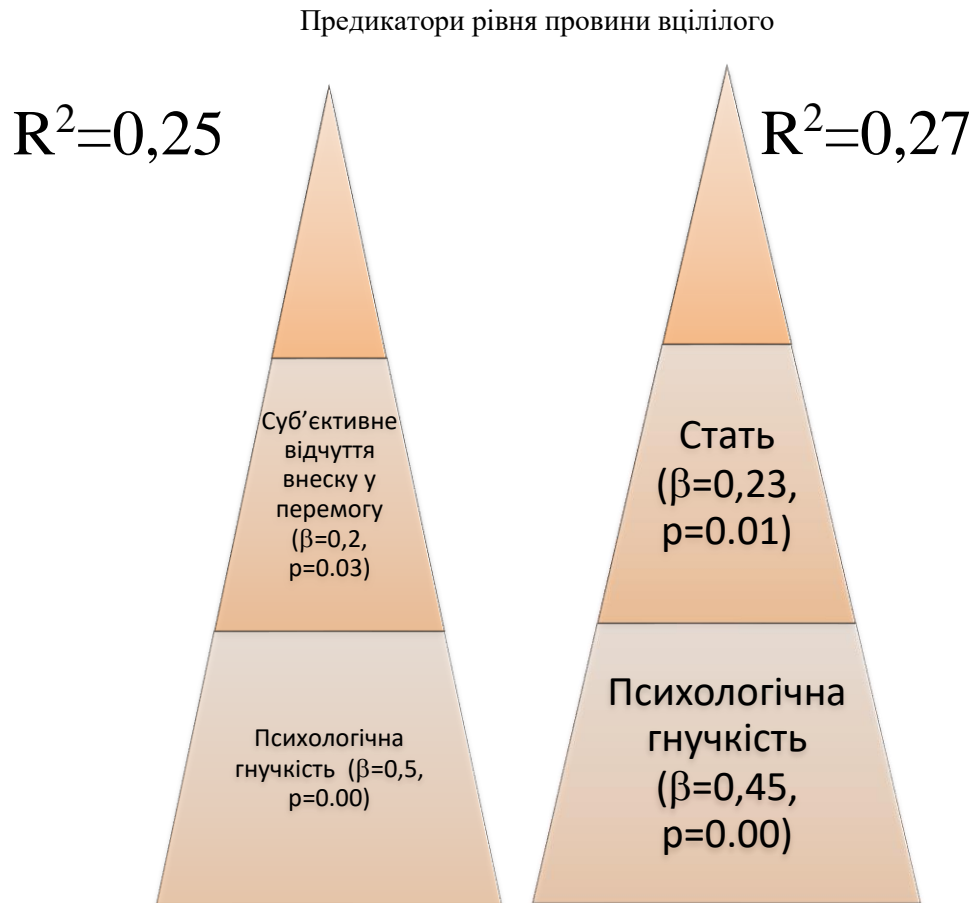 Предикатори рівня провини вцілілого
R²=0,25
Суб’єктивне
відчуття
внеску у
перемогу
(β=0,2,
p=0.03)
Психологічна
гнучкість (β=0,5,
p=0.00)
R²=0,27
Стать
(β=0,23,
p=0.01)
Психологічна
гнучкість
(β=0,45,
p=0.00)